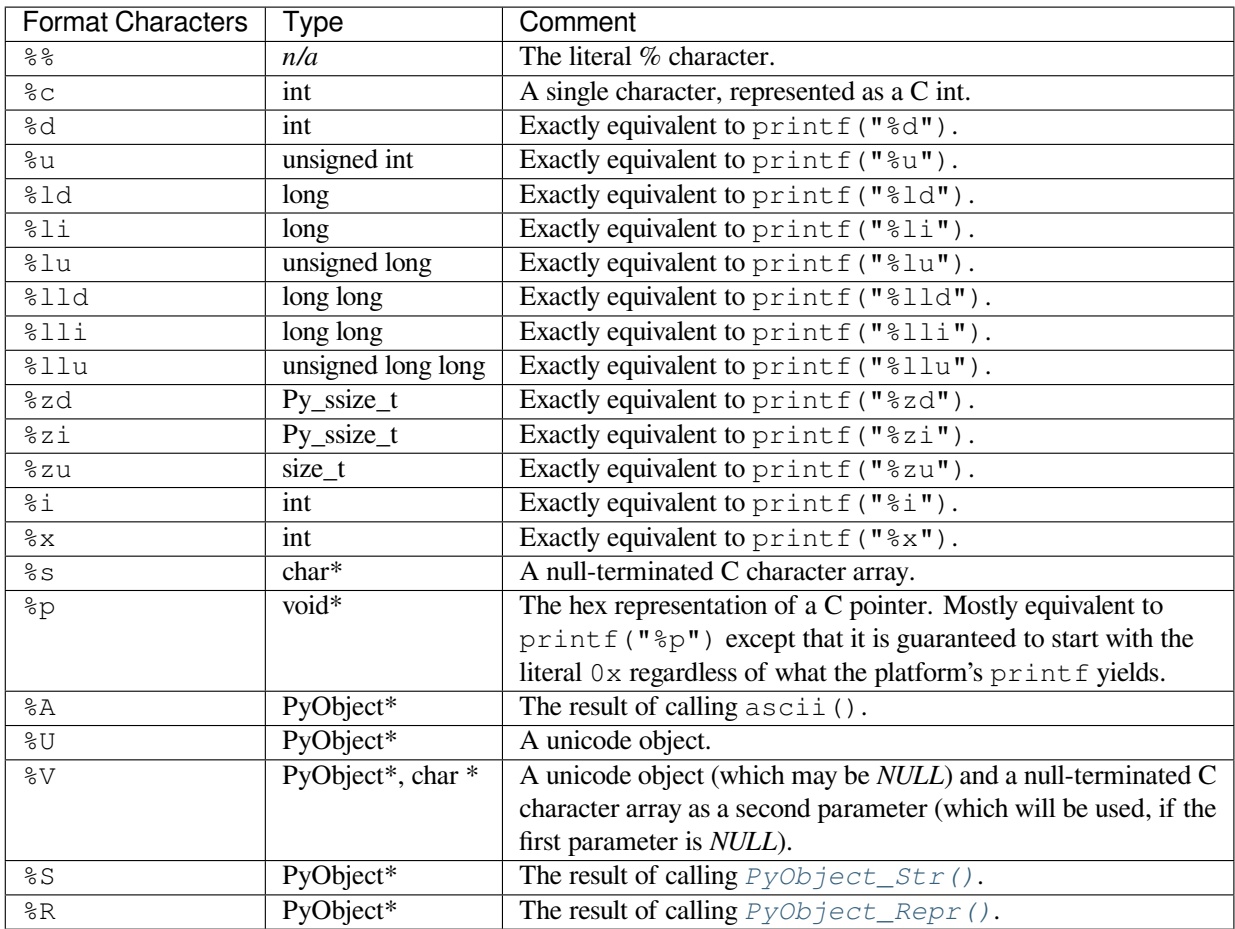 Format Characters Type Comment
%% n/a The literal % character.
%c int A single character, represented as a C int.
%d int Exactly equivalent to printf("%d").
%u unsigned int Exactly equivalent to printf("%u").
%ld long Exactly equivalent to printf("%ld").
%li long Exactly equivalent to printf("%li").
%lu unsigned long Exactly equivalent to printf("%lu").
%lld long long Exactly equivalent to printf("%lld").
%lli long long Exactly equivalent to printf("%lli").
%llu unsigned long long Exactly equivalent to printf("%llu").
%zd Py_ssize_t Exactly equivalent to printf("%zd").
%zi Py_ssize_t Exactly equivalent to printf("%zi").
%zu size_t Exactly equivalent to printf("%zu").
%i int Exactly equivalent to printf("%i").
%x int Exactly equivalent to printf("%x").
%s char* A null-terminated C character array.
%p void* The hex representation of a C pointer. Mostly equivalent to
printf("%p") except that it is guaranteed to start with the
literal 0x regardless of what the platform's printf yields.
%A PyObject* The result of calling ascii().
%U PyObject* A unicode object.
%V PyObject*, char * A unicode object (which may be NULL) and a null-terminated C
character array as a second parameter (which will be used, if the
first parameter is NULL).
%S PyObject* The result of calling PyObject_Str().
%R PyObject* The result of calling PyObject_Repr().